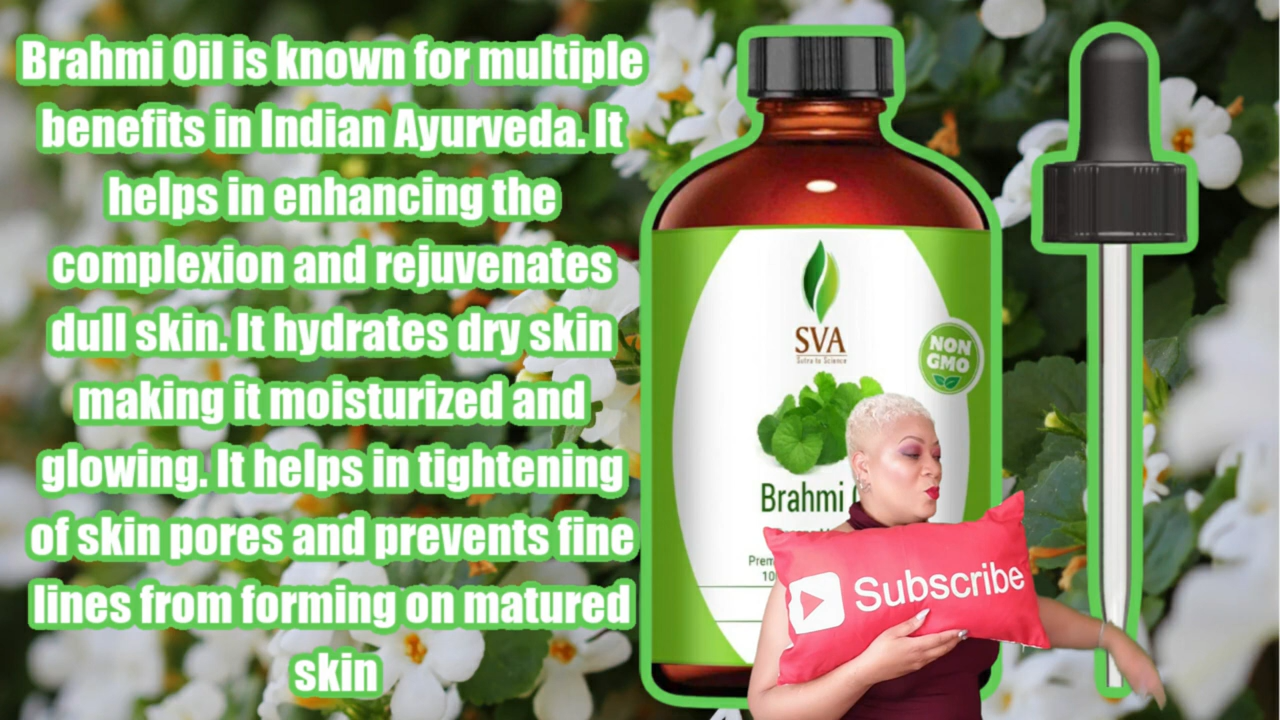 Brahmi Oil is known for multiple
benefits in Indian Ayurveda. It
helps in enhancing the
complexion and rejuvenates
dull skin. It hydrates dry skin
making it moisturized and
glowing. It helps in tightening
of skin pores and prevents fine
lines from forming on matured
skin
SVA
Sutra to Science
NON
GMO
Brahmi
Subscribe